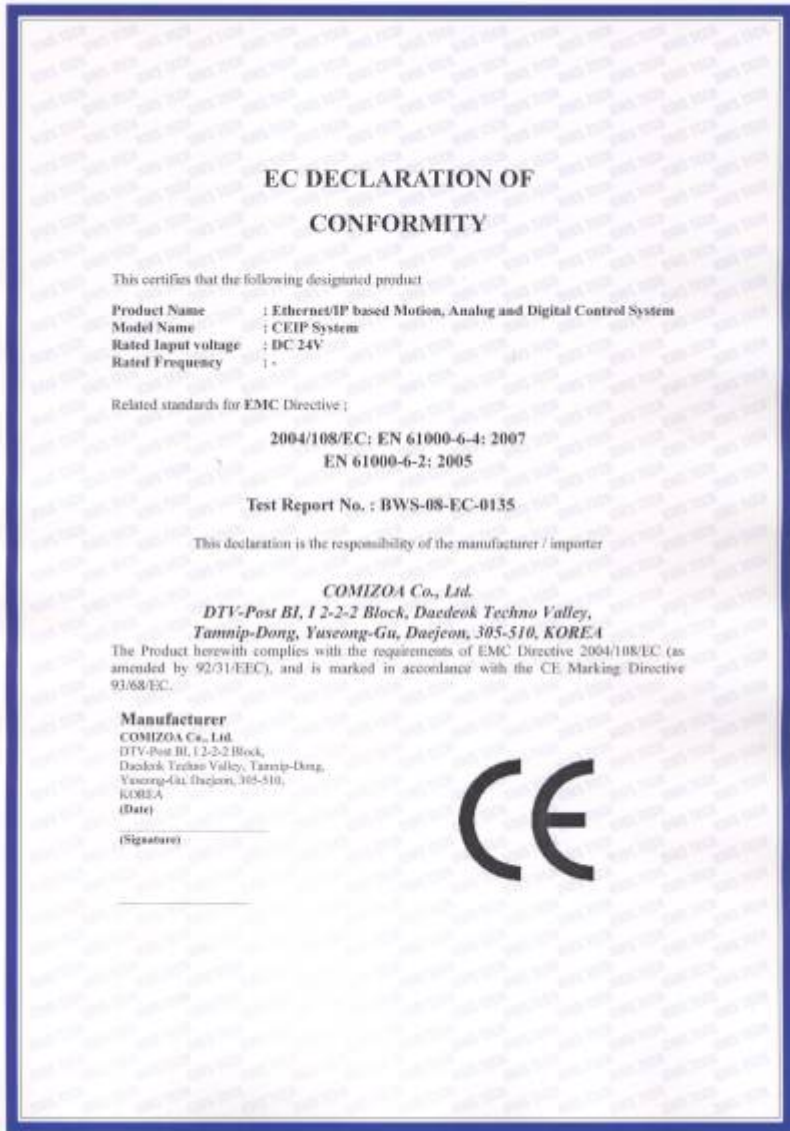 EC DECLARATION OF
CONFORMITY
This certifies that the following designated product
Product Name : Ethernet/IP based Motion, Analog and Digital Control System
Model Name : CEIP System
Rated Input voltage : DC 24V
Rated Frequency : -
Related standards for EMC Directive ;
2004/108/EC: EN 61000-6-4: 2007
EN 61000-6-2: 2005
Test Report No. : BWS-08-EC-0135
This declaration is the responsibility of the manufacturer / importer
COMIZOA Co., Ltd.
DTV-Post BI, I 2-2-2 Block, Daedeok Techno Valley,
Tamnip-Dong, Yuseong-Gu, Daejeon, 305-510, KOREA
The Product herewith complies with the requirements of EMC Directive 2004/108/EC (as
amended by 92/31/EEC), and is marked in accordance with the CE Marking Directive
93/68/EC.
Manufacturer
COMIZOA Co., Ltd.
DTV-Post BI, I 2-2-2 Block,
Daedeok Techno Valley, Tamnip-Dong,
Yuseong-Gu, Daejeon, 305-510,
KOREA
(Date)
(Signature)
CE